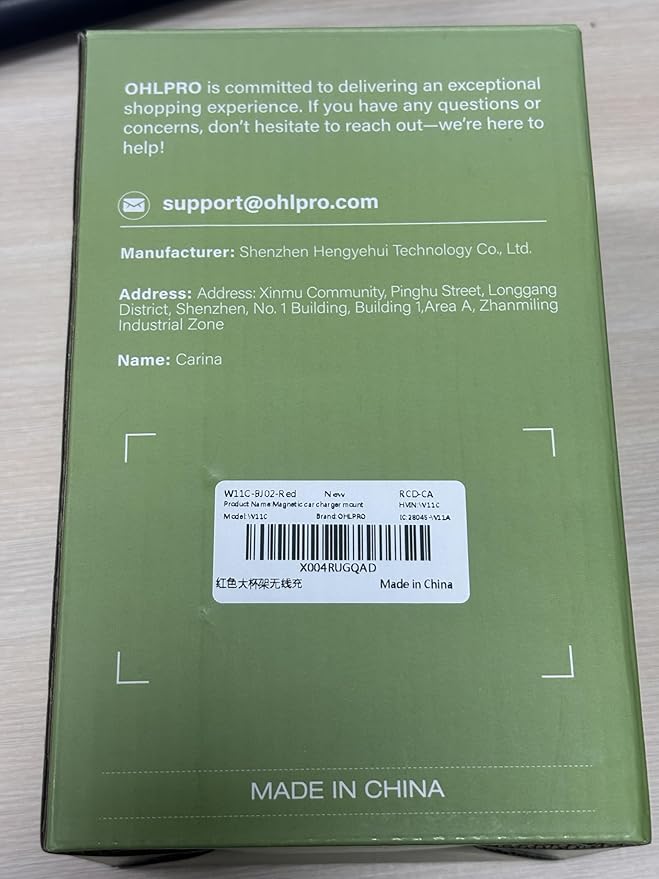 OHLPRO is committed to delivering an exceptional
shopping experience. If you have any questions or
concerns, don't hesitate to reach out—we're here to
help!
support@ohlpro.com
Manufacturer: Shenzhen Hengyehui Technology Co., Ltd.
Address: Address: Xinmu Community, Pinghu Street, Longgang
District, Shenzhen, No. 1 Building, Building 1,Area A, Zhanmiling
Industrial Zone
Name: Carina
W11C-BJ02-Red New RCD-CA
Product Name Magnetic car charger mount HVIN: W11C
Model: W11C Brand OHLPRO IC: 28045-W11A
X004RUGQAD
红色大杯架无线充 Made in China
MADE IN CHINA